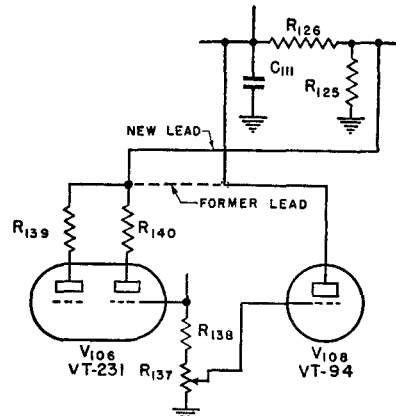 R126
C111
R125
NEW LEAD
FORMER LEAD
R139
R140
R138
R137
V106
VT-231
V108
VT-94